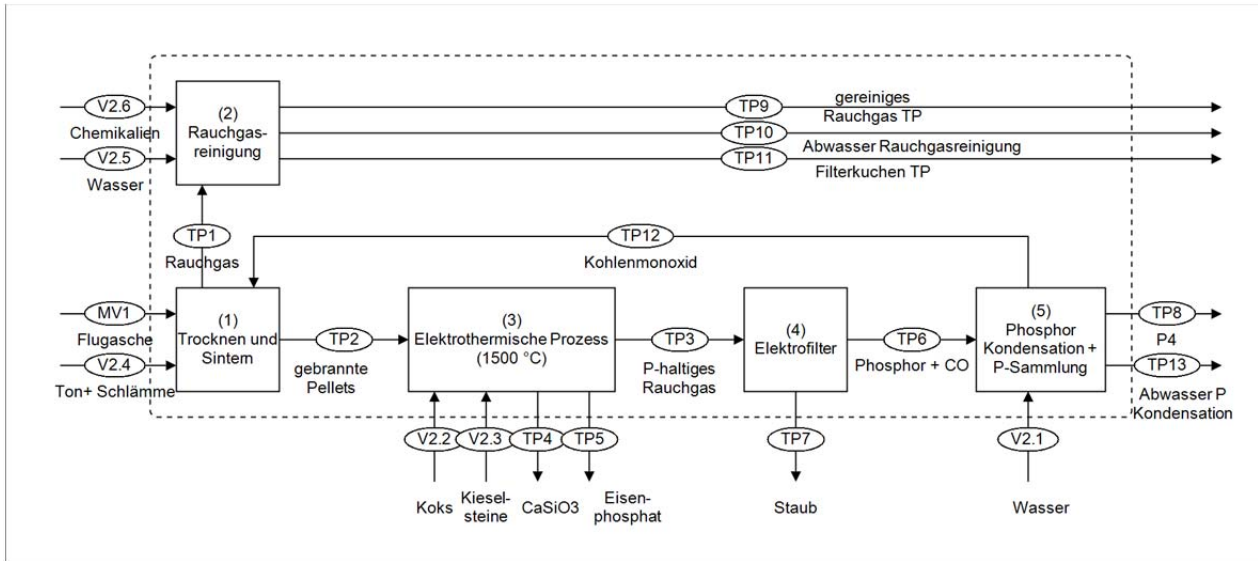 V2.6
Chemikalien
V2.5
Wasser
(2)
Rauchgas-
reinigung
TP9
gereiniges
Rauchgas TP
TP10
Abwasser Rauchgasreinigung
TP11
Filterkuchen TP
TP1
Rauchgas
TP12
Kohlenmonoxid
MV1
Flugasche
V2.4
Ton+ Schlämme
(1)
Trocknen und
Sintern
TP2
gebrannte
Pellets
(3)
Elektrothermische Prozess
(1500 °C)
TP3
P-haltiges
Rauchgas
(4)
Elektrofilter
TP6
Phosphor + CO
(5)
Phosphor
Kondensation +
P-Sammlung
TP8
P4
TP13
Abwasser P
Kondensation
V2.2
Koks
V2.3
Kiesel-
steine
TP4
CaSiO3
TP5
Eisen-
phosphat
TP7
Staub
V2.1
Wasser